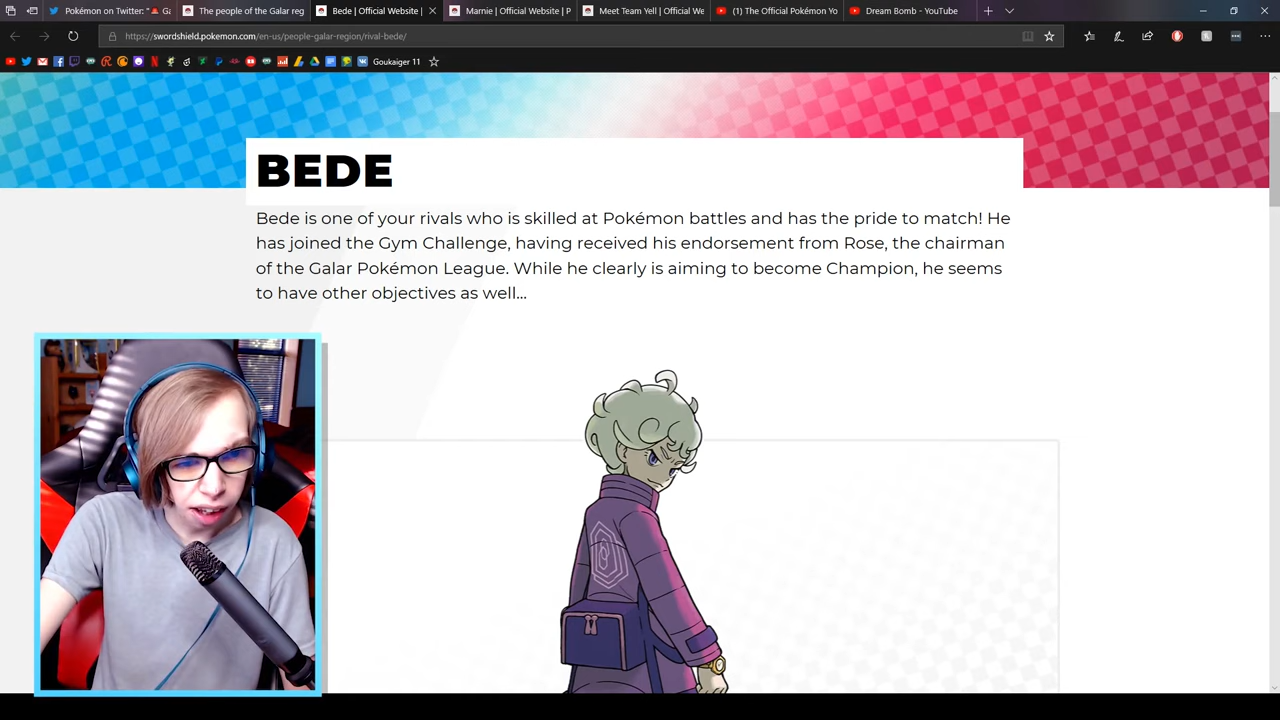 Pokémon on Twitter: "🚨 Ga
The people of the Galar reg
Bede | Official Website |
Marnie | Official Website | P
Meet Team Yell | Official We
(1) The Official Pokémon Yo
Dream Bomb - YouTube
https://swordshield.pokemon.com/en-us/people-galar-region/rival-bede/
Goukaiger 11
BEDE
Bede is one of your rivals who is skilled at Pokémon battles and has the pride to match! He
has joined the Gym Challenge, having received his endorsement from Rose, the chairman
of the Galar Pokémon League. While he clearly is aiming to become Champion, he seems
to have other objectives as well...